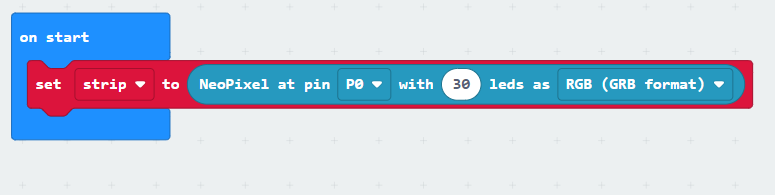 on start
set strip to NeoPixel at pin P0 with 30 leds as RGB (GRB format)